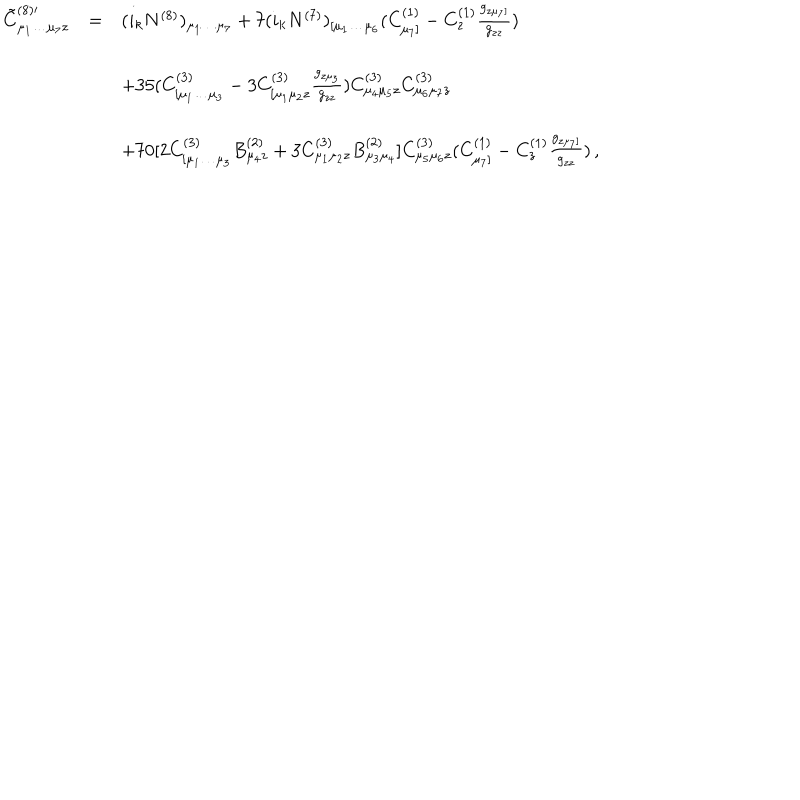 \tilde{C}^{(8)\prime}_{\mu_1 \ldots \mu_7 z} = (i_k N^{(8)})_{\mu_1 \ldots \mu_7} + 7 (i_k N^{(7)})_{[\mu_1 \ldots \mu_6} (C^{(1)}_{\mu_7]} - C^{(1)}_z \frac{g_{z\mu_7]}}{g_{zz}})
+35 (C^{(3)}_{[\mu_1 \ldots \mu_3} - 3 C^{(3)}_{[\mu_1 \mu_2 z} \frac{g_{z\mu_3}}{g_{zz}}) C^{(3)}_{\mu_4 \mu_5 z} C^{(3)}_{\mu_6 \mu_7 z}
+70 [2 C^{(3)}_{[\mu_1 \ldots \mu_3} B^{(2)}_{\mu_4 z} + 3 C^{(3)}_{\mu_1 \mu_2 z} B^{(2)}_{\mu_3 \mu_4}] C^{(3)}_{\mu_5 \mu_6 z} (C^{(1)}_{\mu_7]} - C^{(1)}_z \frac{g_{z\mu_7]}}{g_{zz}}) ,